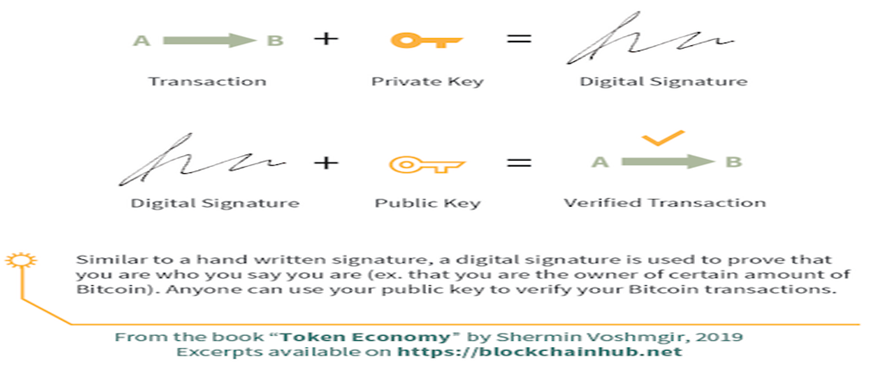 A B + =
Transaction Private Key Digital Signature
+ = A B
Digital Signature Public Key Verified Transaction
Similar to a hand written signature, a digital signature is used to prove that
you are who you say you are (ex. that you are the owner of certain amount of
Bitcoin). Anyone can use your public key to verify your Bitcoin transactions.
From the book “Token Economy” by Shermin Voshmgir, 2019
Excerpts available on https://blockchainhub.net